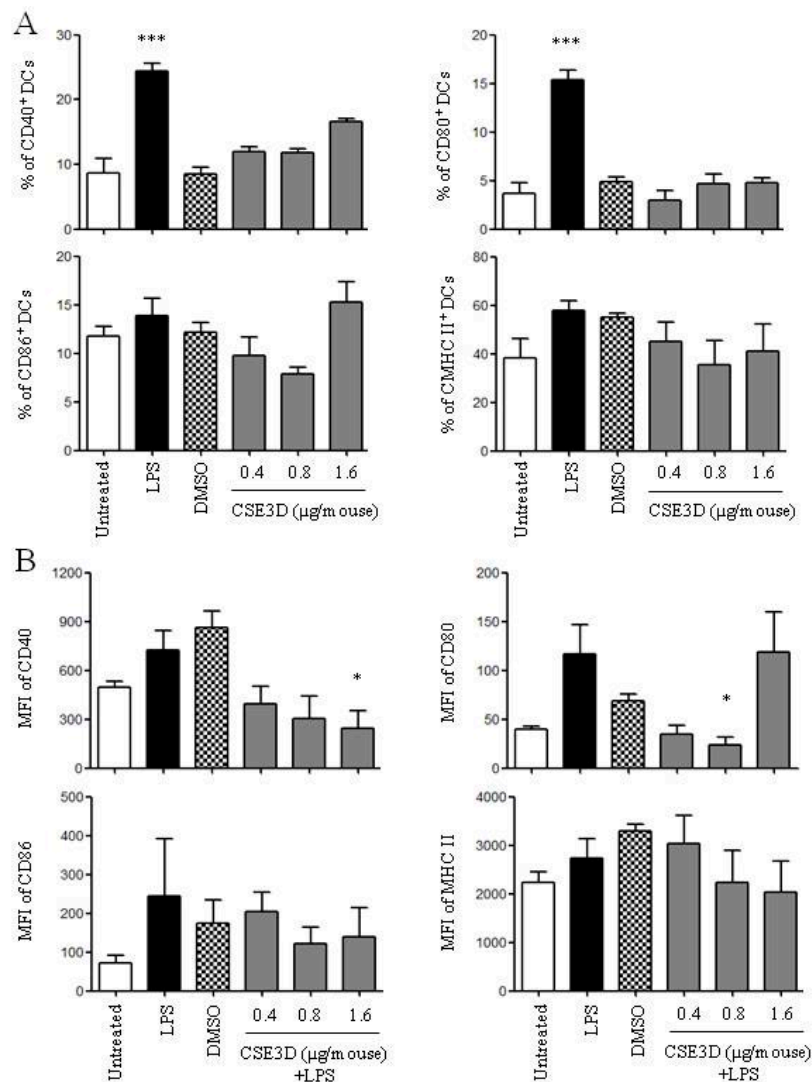 A
% of CD40+ DCs
30
20
10
0
***
% of CD80+ DCs
20
15
10
5
0
***
% of CD86+ DCs
20
15
10
5
0
Untreated
LPS
DMSO
0.4 0.8 1.6
CSE3D (µg/m ouse)
% of CMHC II+ DCs
80
60
40
20
0
Untreated
LPS
DMSO
0.4 0.8 1.6
CSE3D (µg/m ouse)
B
MFI of CD40
1200
900
600
300
0
*
MFI of CD80
200
150
100
50
0
*
MFI of CD86
500
400
300
200
100
0
Untreated
LPS
DMSO
0.4 0.8 1.6
CSE3D (µg/m ouse)
+LPS
MFI of MHC II
4000
3000
2000
1000
0
Untreated
LPS
DMSO
0.4 0.8 1.6
CSE3D (µg/m ouse)
+LPS